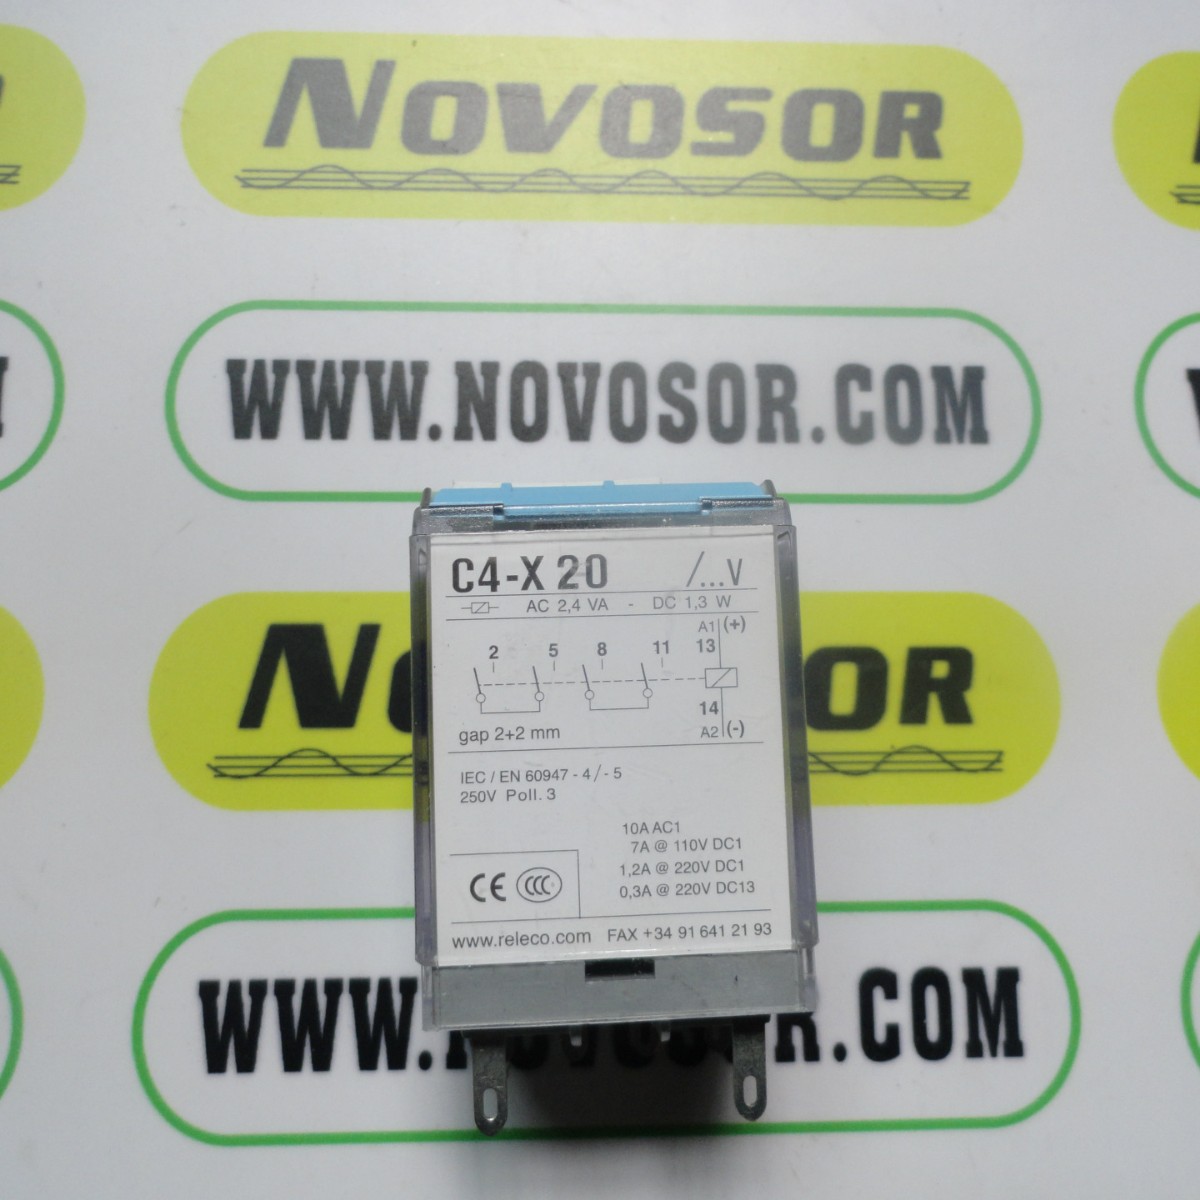 NOVOSOR
WWW.NOVOSOR.COM
C4-X 20 /...V
AC 2,4 VA - DC 1,3 W
A1 (+)
2 5 8 11 13
14
gap 2+2 mm A2 (-)
IEC / EN 60947 - 4 / - 5
250V Poll. 3
10A AC1
7A @ 110V DC1
1,2A @ 220V DC1
0,3A @ 220V DC13
CE CCC
www.releco.com FAX +34 91 641 21 93